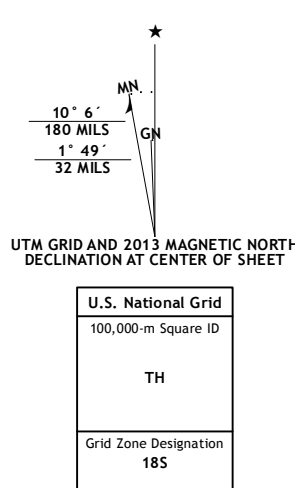 ★
MN
10° 6´
180 MILS
GN
1° 49´
32 MILS
UTM GRID AND 2013 MAGNETIC NORTH
DECLINATION AT CENTER OF SHEET
U.S. National Grid
100,000-m Square ID
TH
Grid Zone Designation
18S